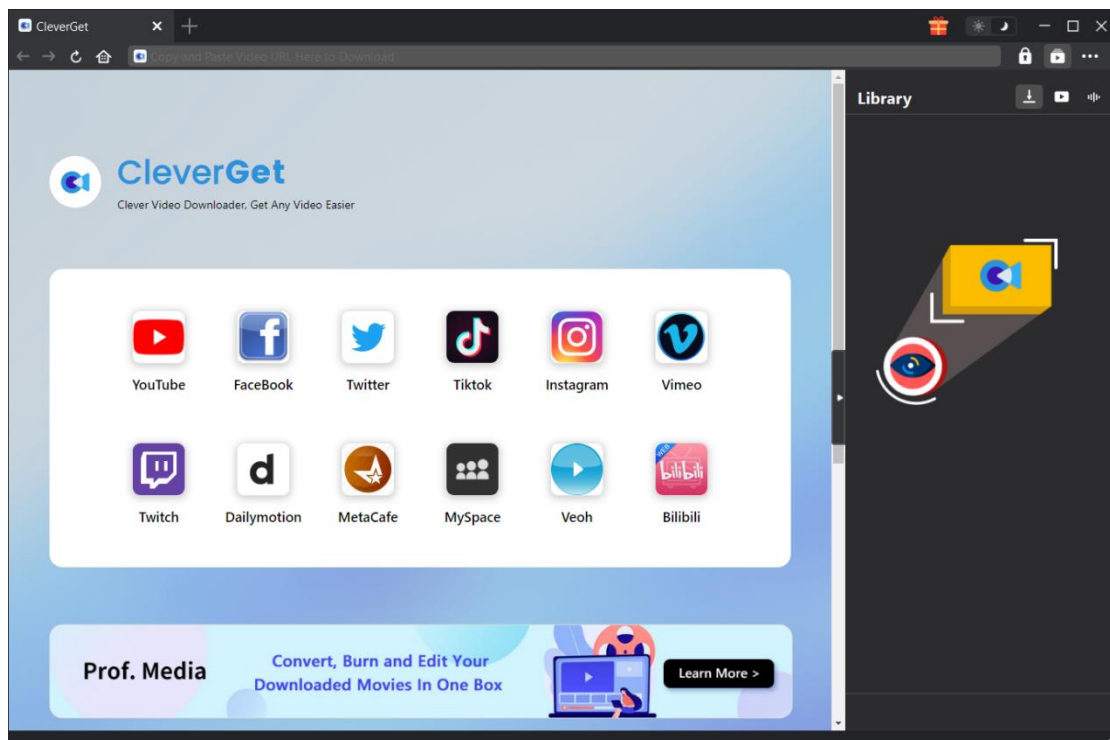 CleverGet
Copy and Paste Video URL Here to Download
Library
CleverGet
Clever Video Downloader, Get Any Video Easier
YouTube FaceBook Twitter Tiktok Instagram Vimeo
WEB
bilibili
Twitch Dailymotion MetaCafe MySpace Veoh Bilibili
Prof. Media
Convert, Burn and Edit Your
Downloaded Movies In One Box
Learn More >